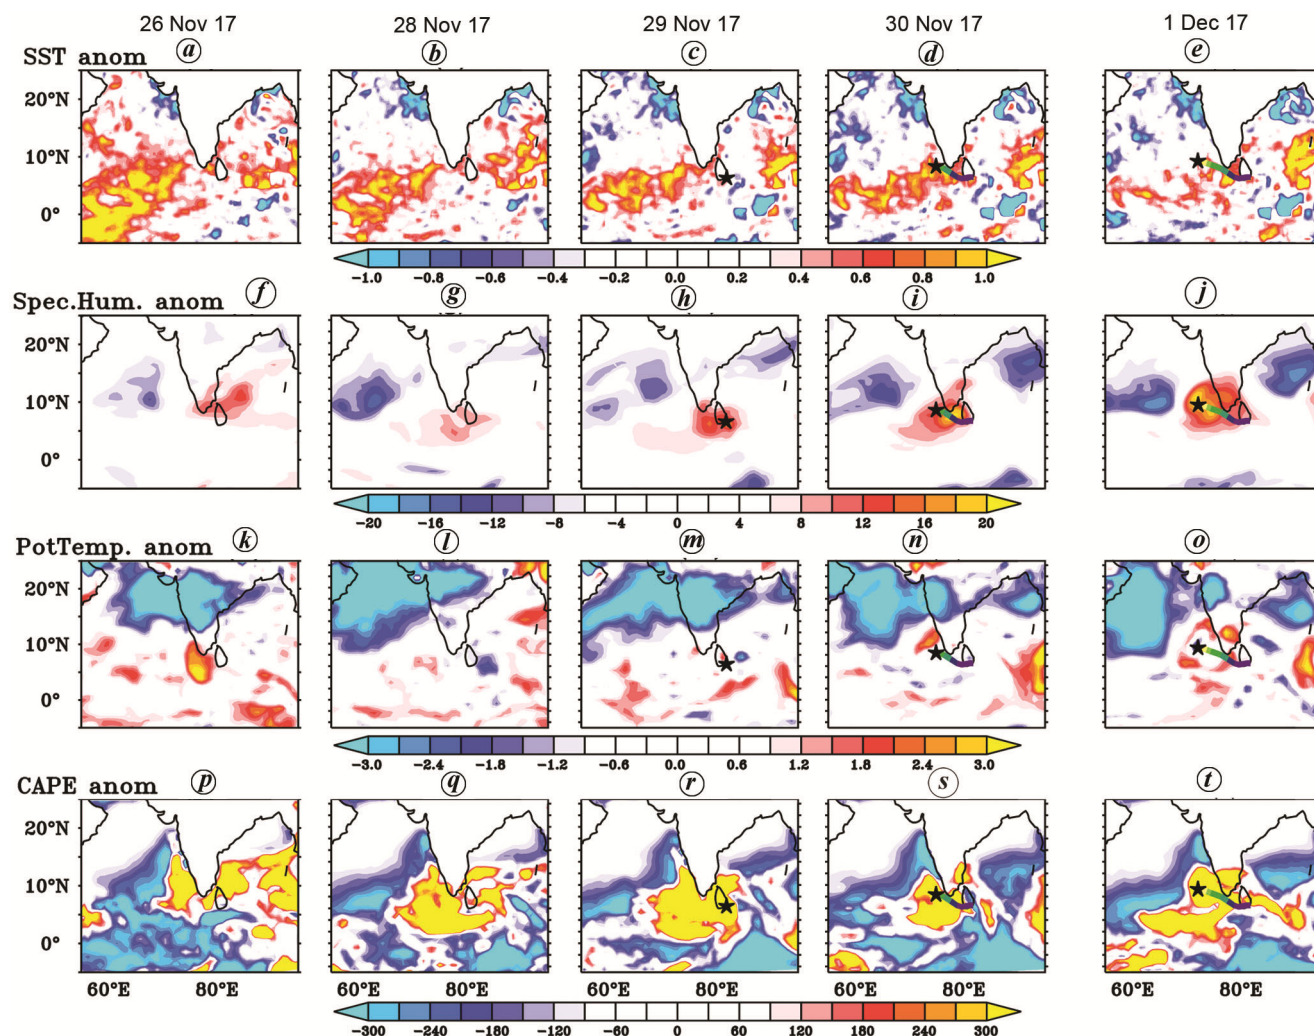 26 Nov 17 28 Nov 17 29 Nov 17 30 Nov 17 1 Dec 17
a b c d e
SST anom
20°N
10°N
0°
-1.0 -0.8 -0.6 -0.4 -0.2 0.0 0.2 0.4 0.6 0.8 1.0
Spec.Hum. anom f g h i j
20°N
10°N
0°
-20 -16 -12 -8 -4 0 4 8 12 16 20
PotTemp. anom k l m n o
20°N
10°N
0°
-3.0 -2.4 -1.8 -1.2 -0.6 0.0 0.6 1.2 1.8 2.4 3.0
CAPE anom p q r s t
20°N
10°N
0°
60°E 80°E 60°E 80°E 60°E 80°E 60°E 80°E 60°E 80°E
-300 -240 -180 -120 -60 0 60 120 180 240 300